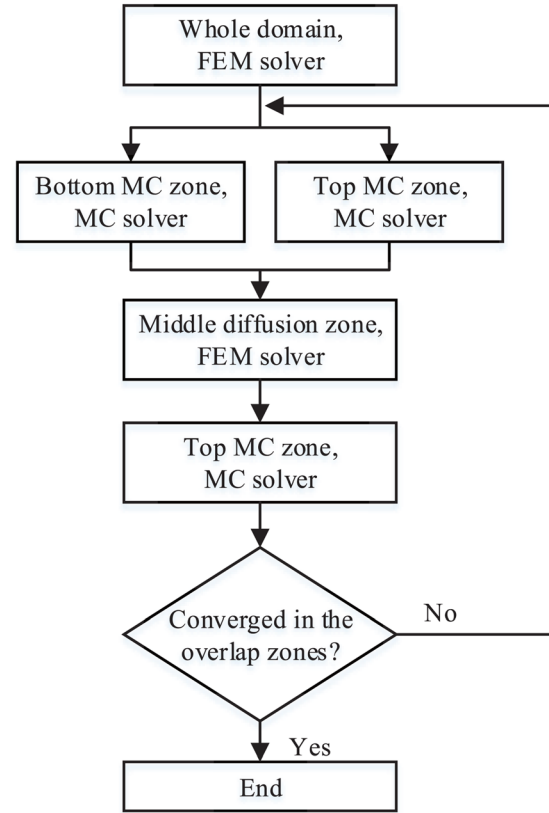 Whole domain,
FEM solver
Bottom MC zone,
MC solver
Top MC zone,
MC solver
Middle diffusion zone,
FEM solver
Top MC zone,
MC solver
Converged in the
overlap zones?
No
Yes
End